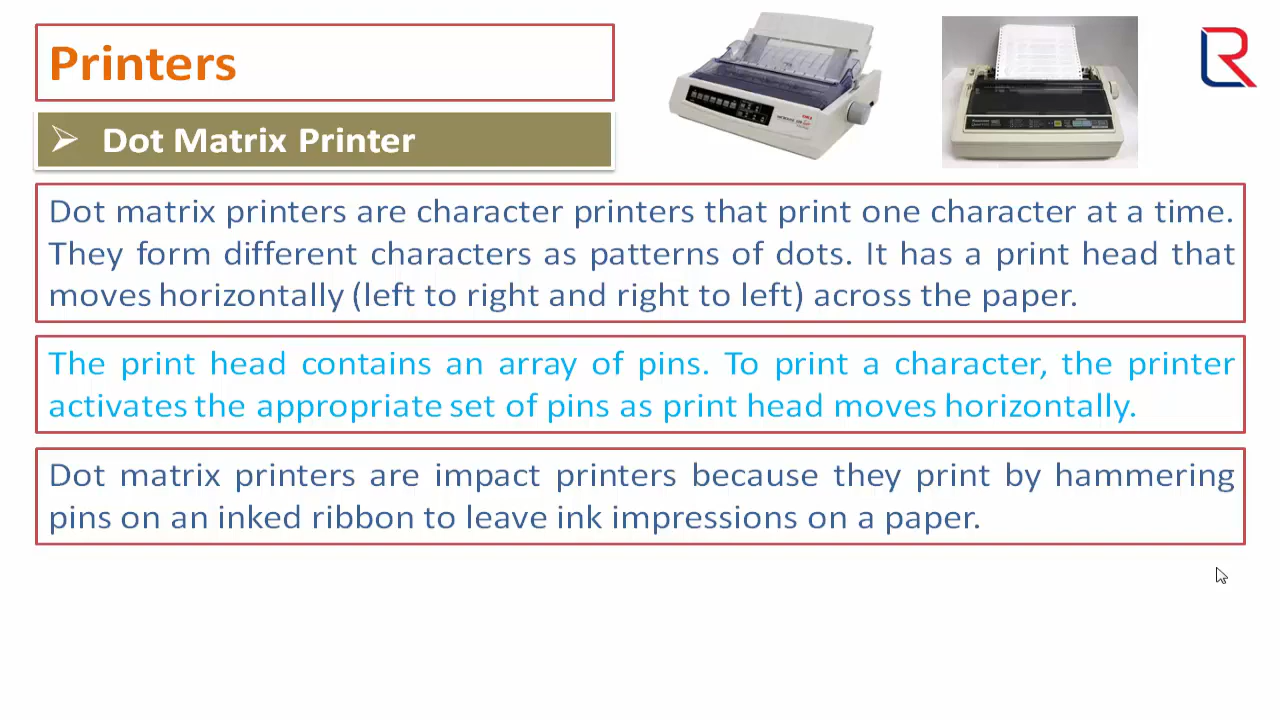 Printers
Dot Matrix Printer
Dot matrix printers are character printers that print one character at a time.
They form different characters as patterns of dots. It has a print head that
moves horizontally (left to right and right to left) across the paper.
The print head contains an array of pins. To print a character, the printer
activates the appropriate set of pins as print head moves horizontally.
Dot matrix printers are impact printers because they print by hammering
pins on an inked ribbon to leave ink impressions on a paper.